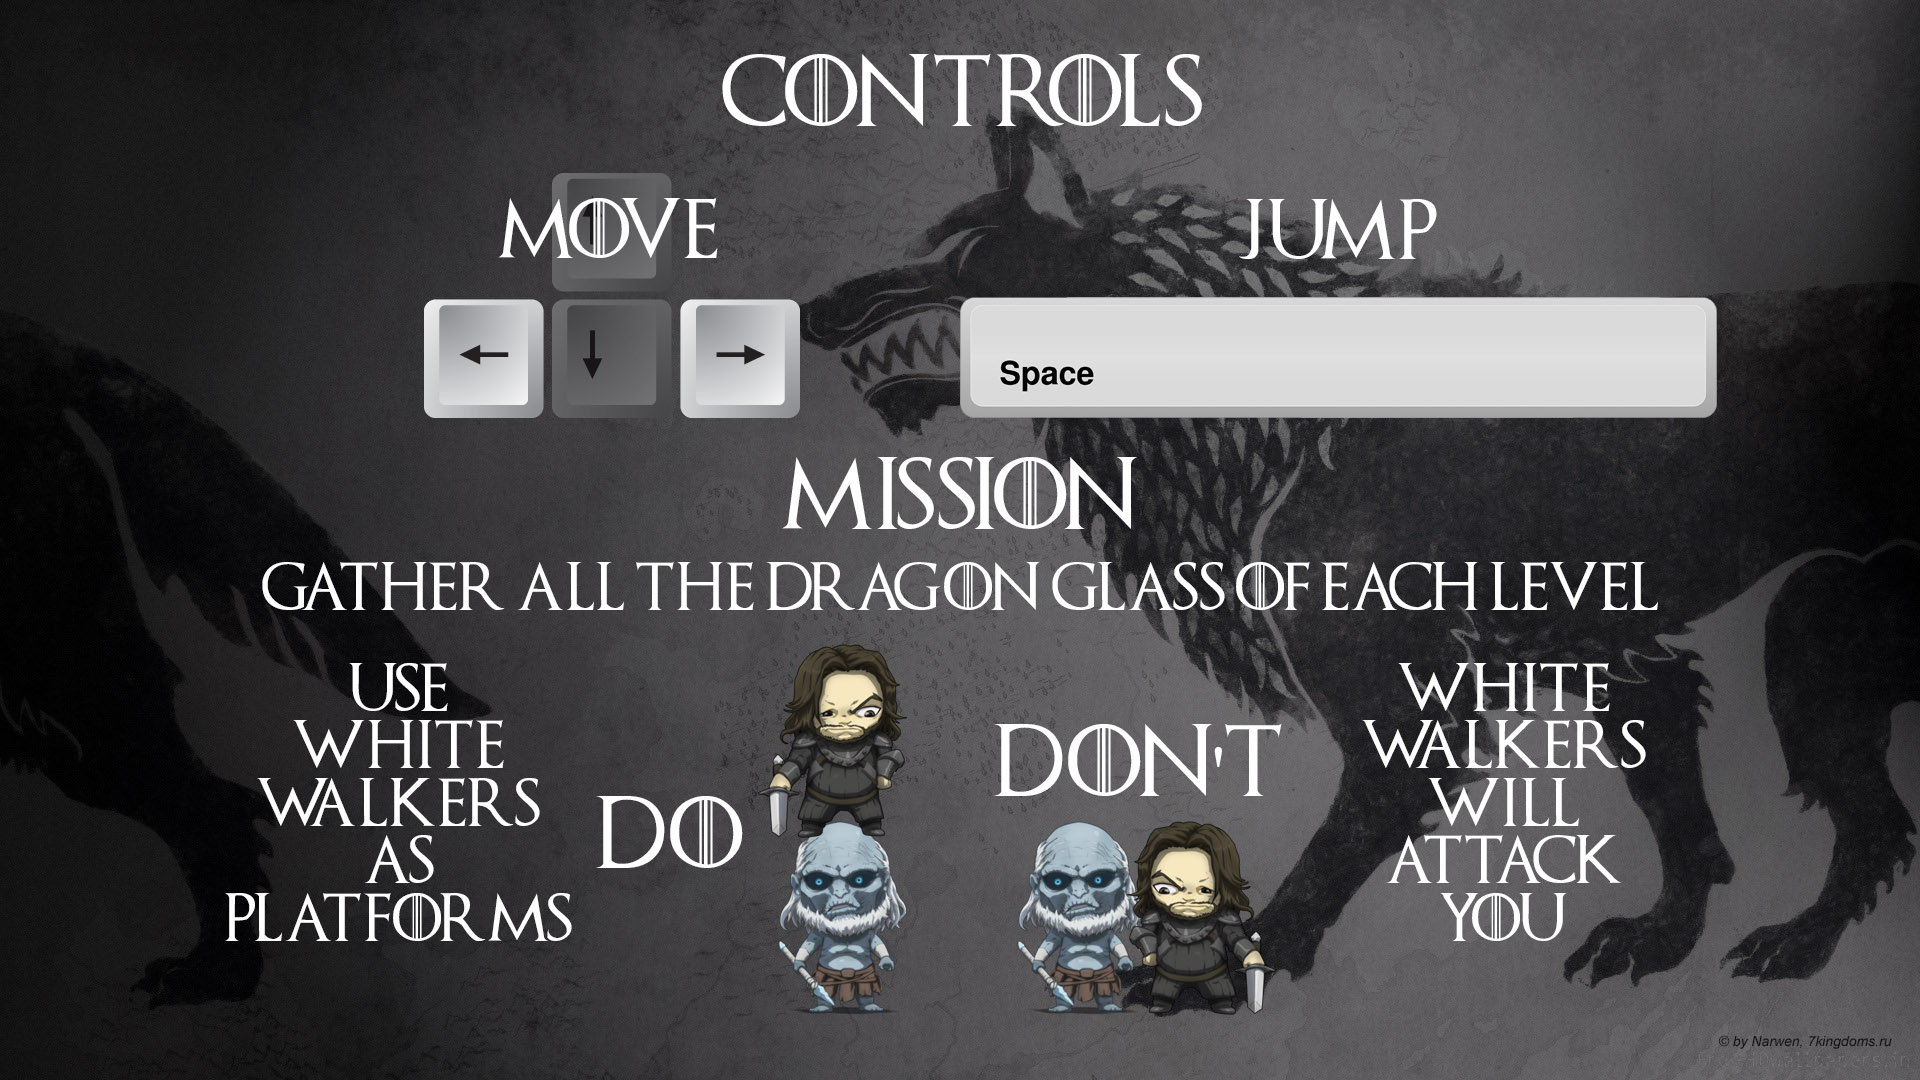 CONTROLS
MOVE
JUMP
Space
MISSION
GATHER ALL THE DRAGON GLASS OF EACH LEVEL
USE
WHITE
WALKERS
AS
PLATFORMS
DO
DON'T
WHITE
WALKERS
WILL
ATTACK
YOU
© by Narwen, 7kingdoms.ru